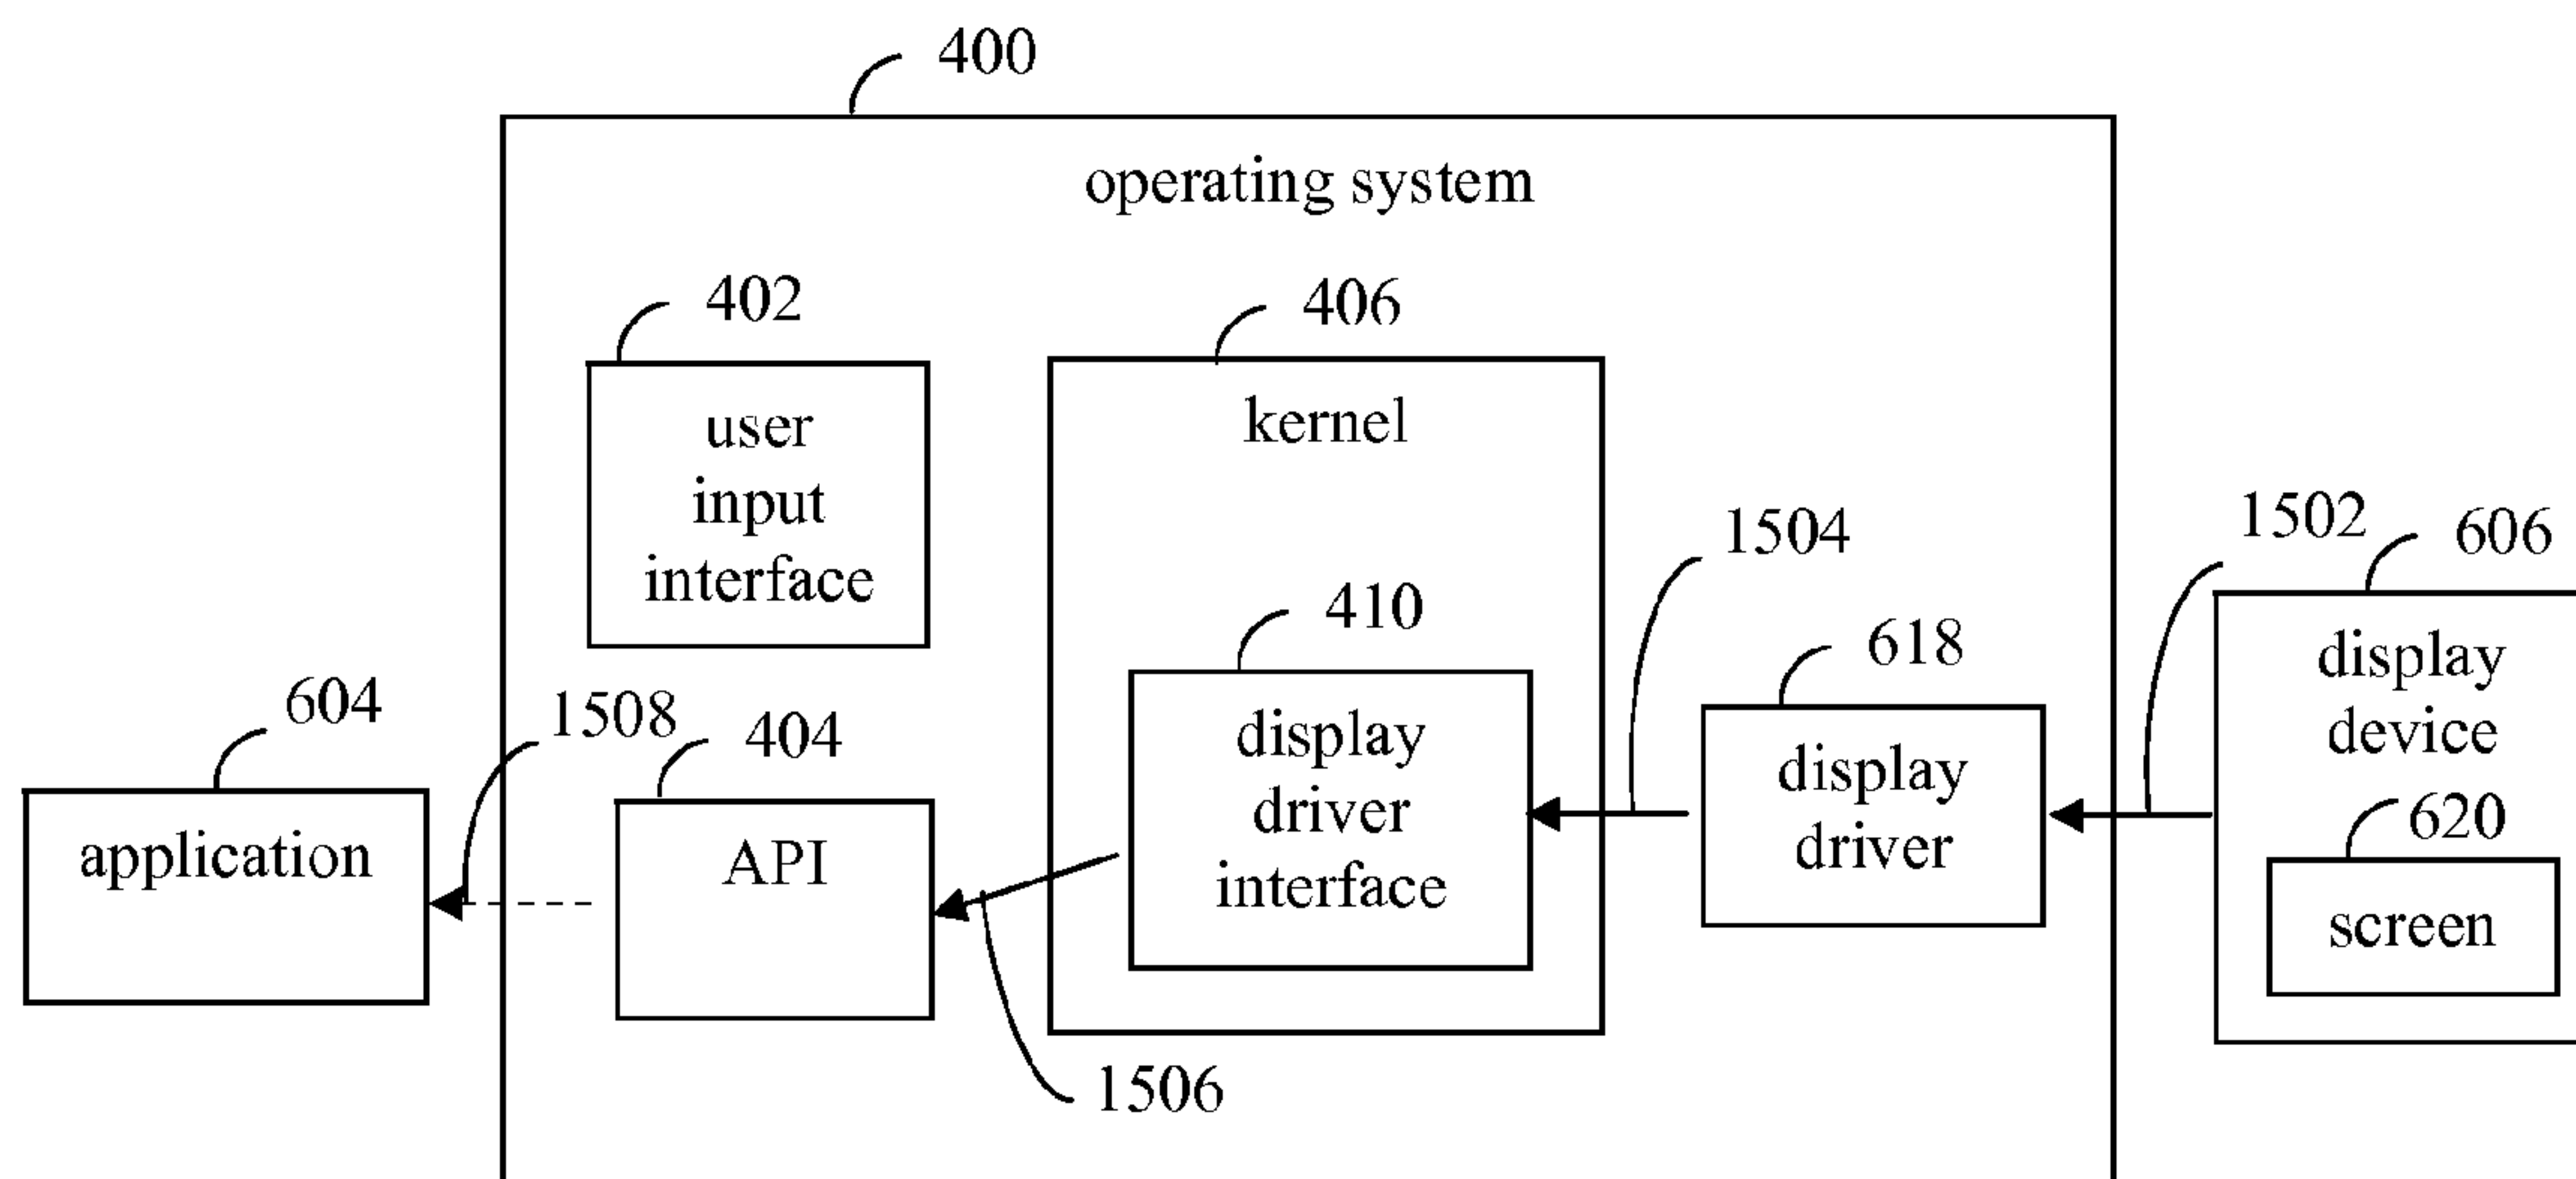 400
operating system
402
406
user
input
interface
kernel
1504
1502
606
410
618
display
device
604
1508
404
display
driver
interface
display
driver
620
application
API
screen
1506